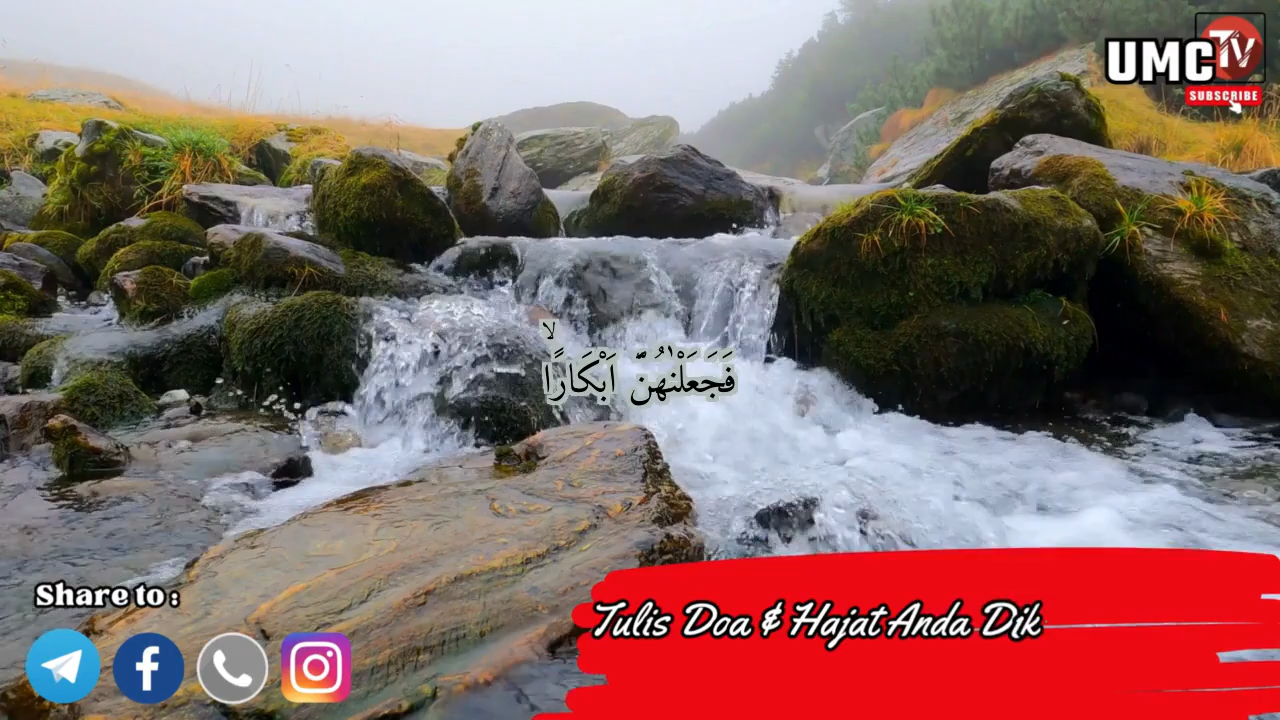 UMC TV
SUBSCRIBE
فَجَعَلْنٰهُنَّ اَبْكَارًاۙ
Share to :
Tulis Doa & Hajat Anda Dik